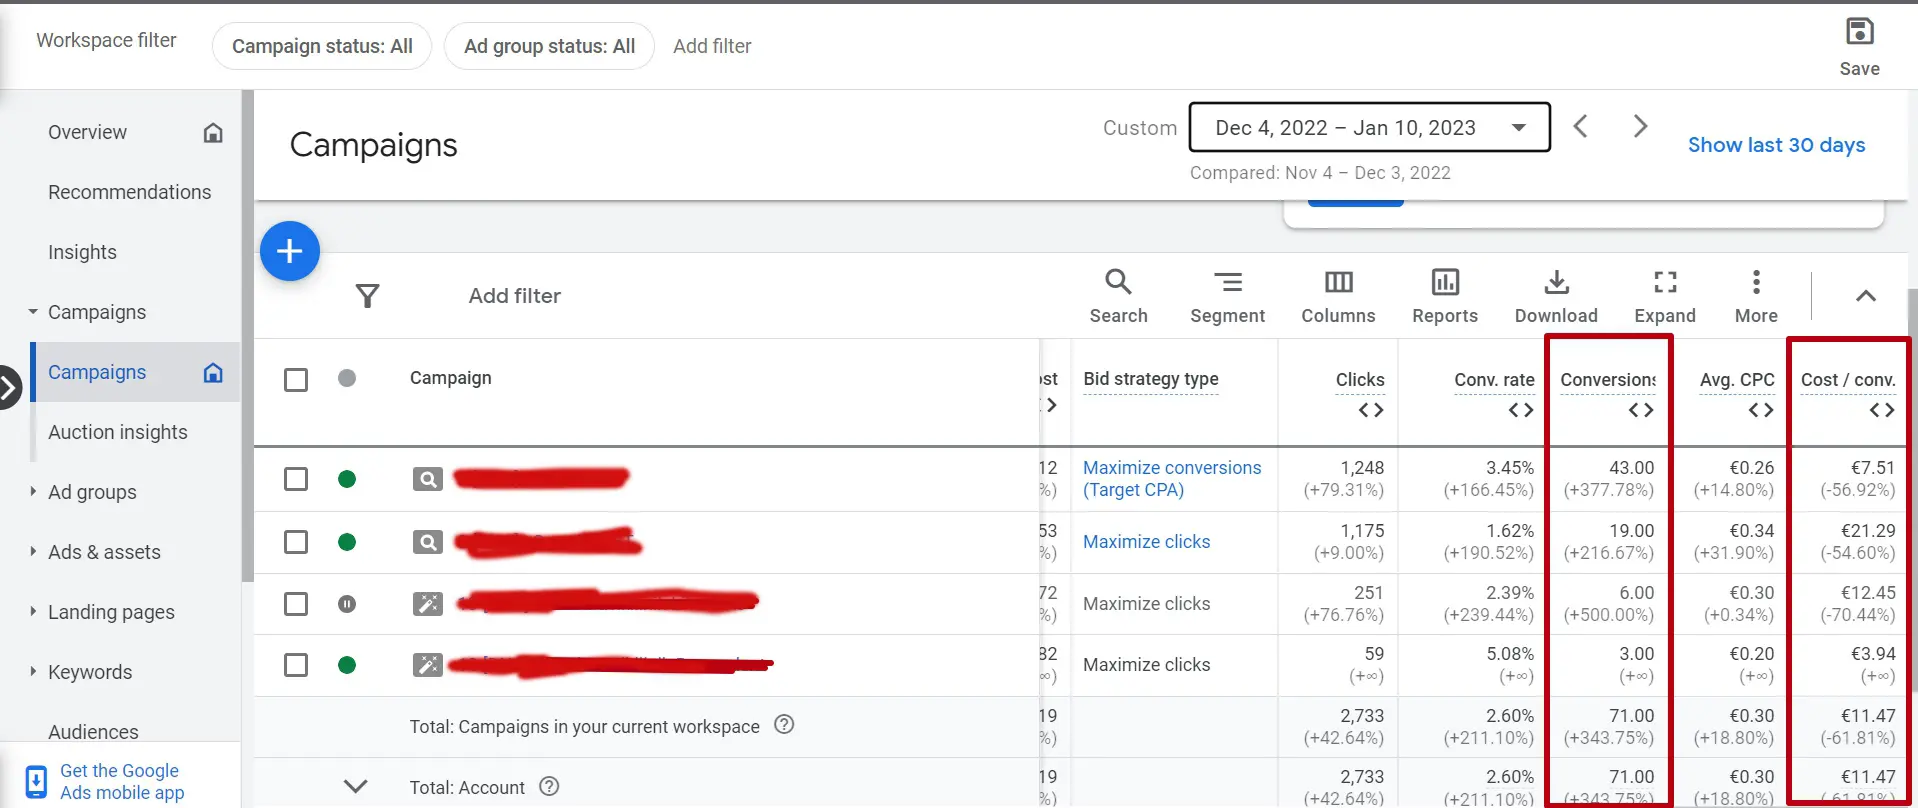 Workspace filter
Campaign status: All
Ad group status: All
Add filter
Save
Overview
Recommendations
Insights
Campaigns
Campaigns
Auction insights
Ad groups
Ads & assets
Landing pages
Keywords
Audiences
Get the Google
Ads mobile app
Campaigns
Custom
Dec 4, 2022 – Jan 10, 2023
Show last 30 days
Compared: Nov 4 – Dec 3, 2022
Add filter
Search
Segment
Columns
Reports
Download
Expand
More
Campaign ost Bid strategy type Clicks Conv. rate Conversions Avg. CPC Cost / conv.
12 Maximize conversions 1,248 3.45% 43.00 €0.26 €7.51
%) (Target CPA) (+79.31%) (+166.45%) (+377.78%) (+14.80%) (-56.92%)
53 Maximize clicks 1,175 1.62% 19.00 €0.34 €21.29
%) (+9.00%) (+190.52%) (+216.67%) (+31.90%) (-54.60%)
72 Maximize clicks 251 2.39% 6.00 €0.30 €12.45
%) (+76.76%) (+239.44%) (+500.00%) (+0.34%) (-70.44%)
82 Maximize clicks 59 5.08% 3.00 €0.20 €3.94
∞) (+∞) (+∞) (+∞) (+∞) (+∞)
Total: Campaigns in your current workspace 19 2,733 2.60% 71.00 €0.30 €11.47
%) (+42.64%) (+211.10%) (+343.75%) (+18.80%) (-61.81%)
Total: Account 19 2,733 2.60% 71.00 €0.30 €11.47
%) (+42.64%) (+211.10%) (+343.75%) (+18.80%) (-61.81%)